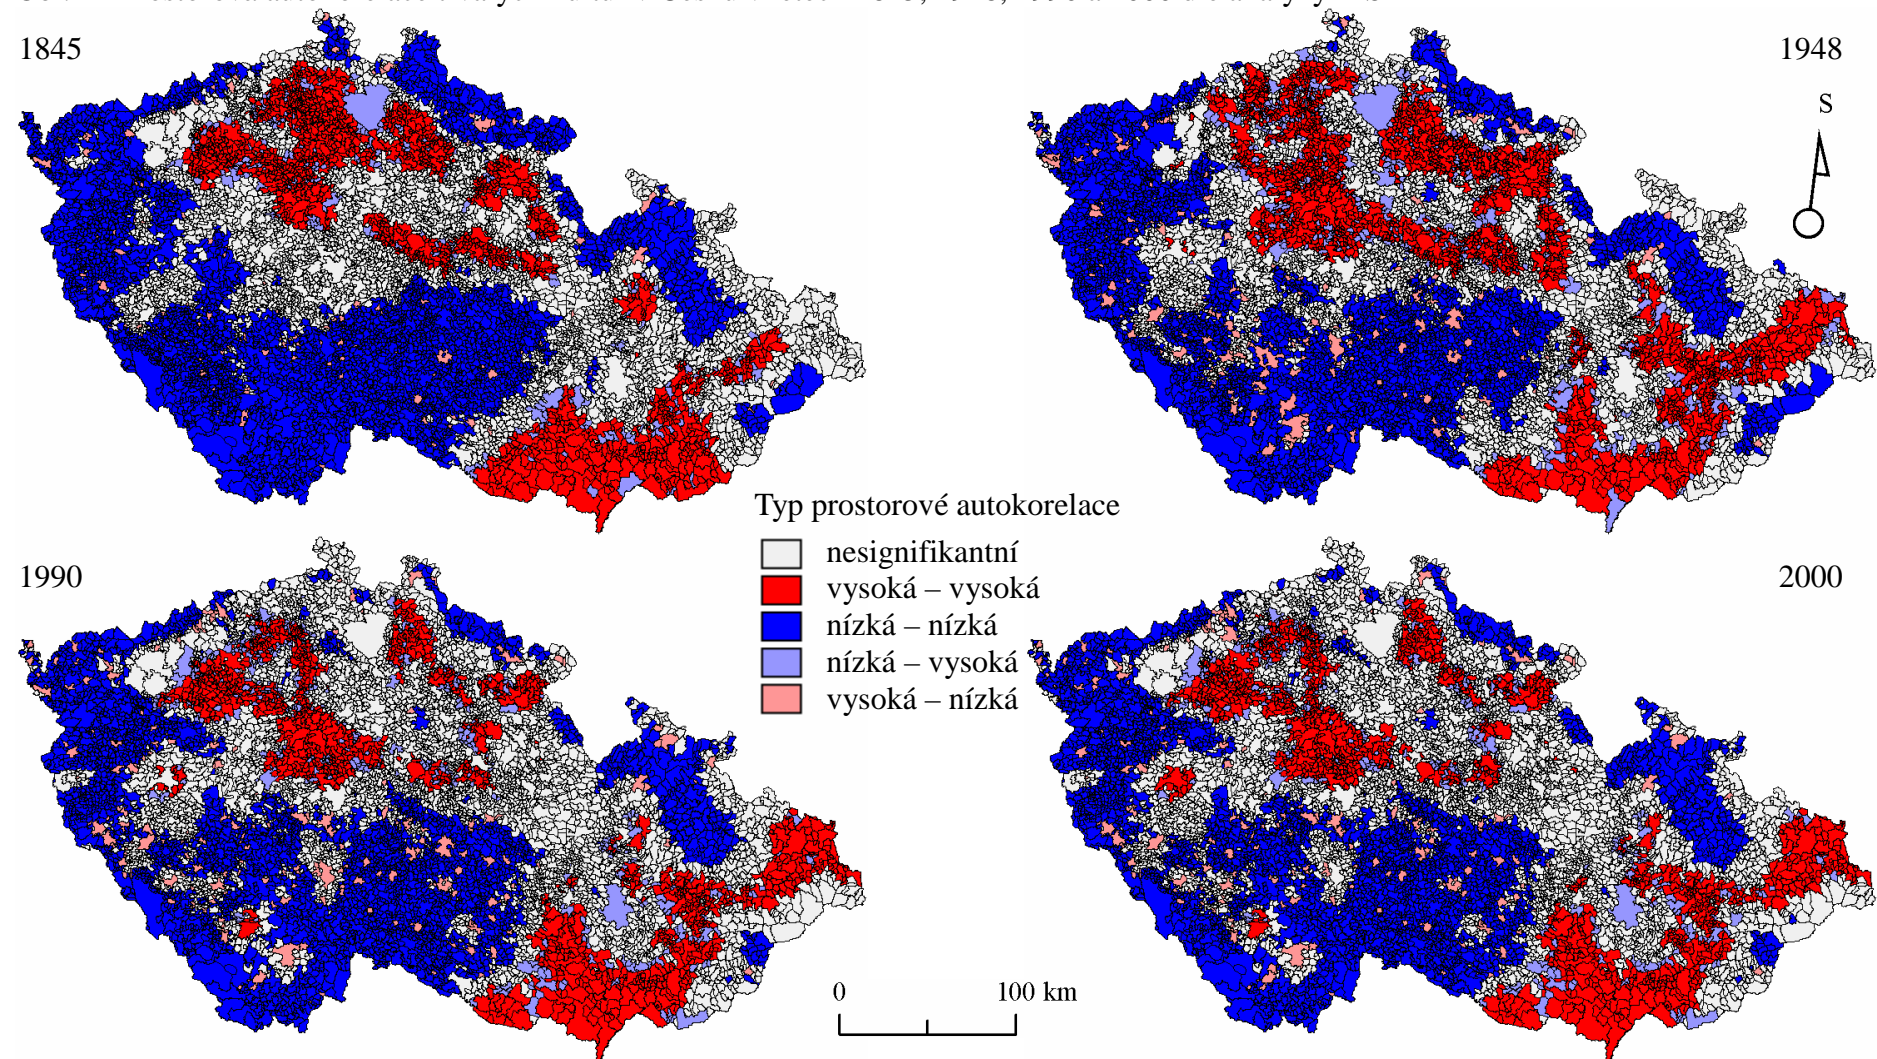 1845
1948
S
Typ prostorové autokorelace
nesignifikantní
vysoká – vysoká
nízká – nízká
nízká – vysoká
vysoká – nízká
1990
2000
0 100 km